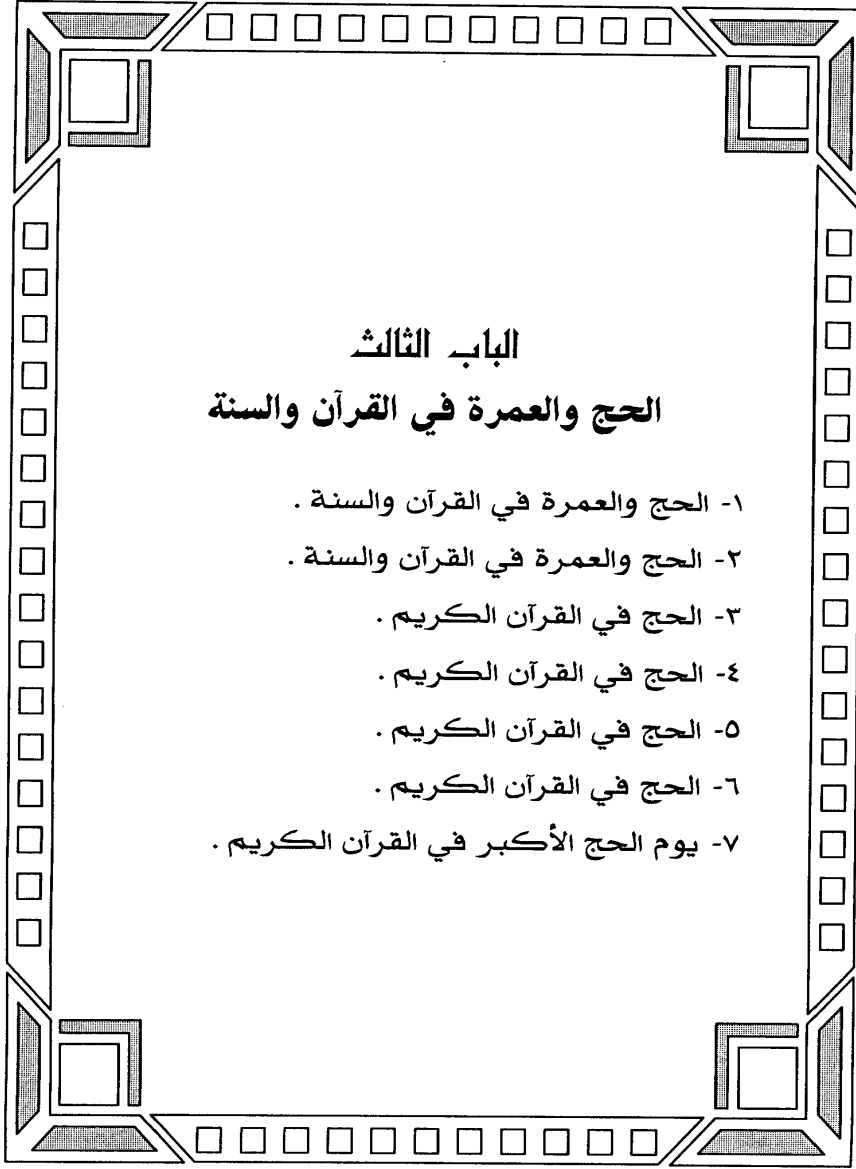 الباب الثالث
الحج والعمرة في القرآن والسنة
١- الحج والعمرة في القرآن والسنة .
٢- الحج والعمرة في القرآن والسنة .
٣- الحج في القرآن الكريم .
٤- الحج في القرآن الكريم .
٥- الحج في القرآن الكريم .
٦- الحج في القرآن الكريم .
٧- يوم الحج الأكبر في القرآن الكريم .